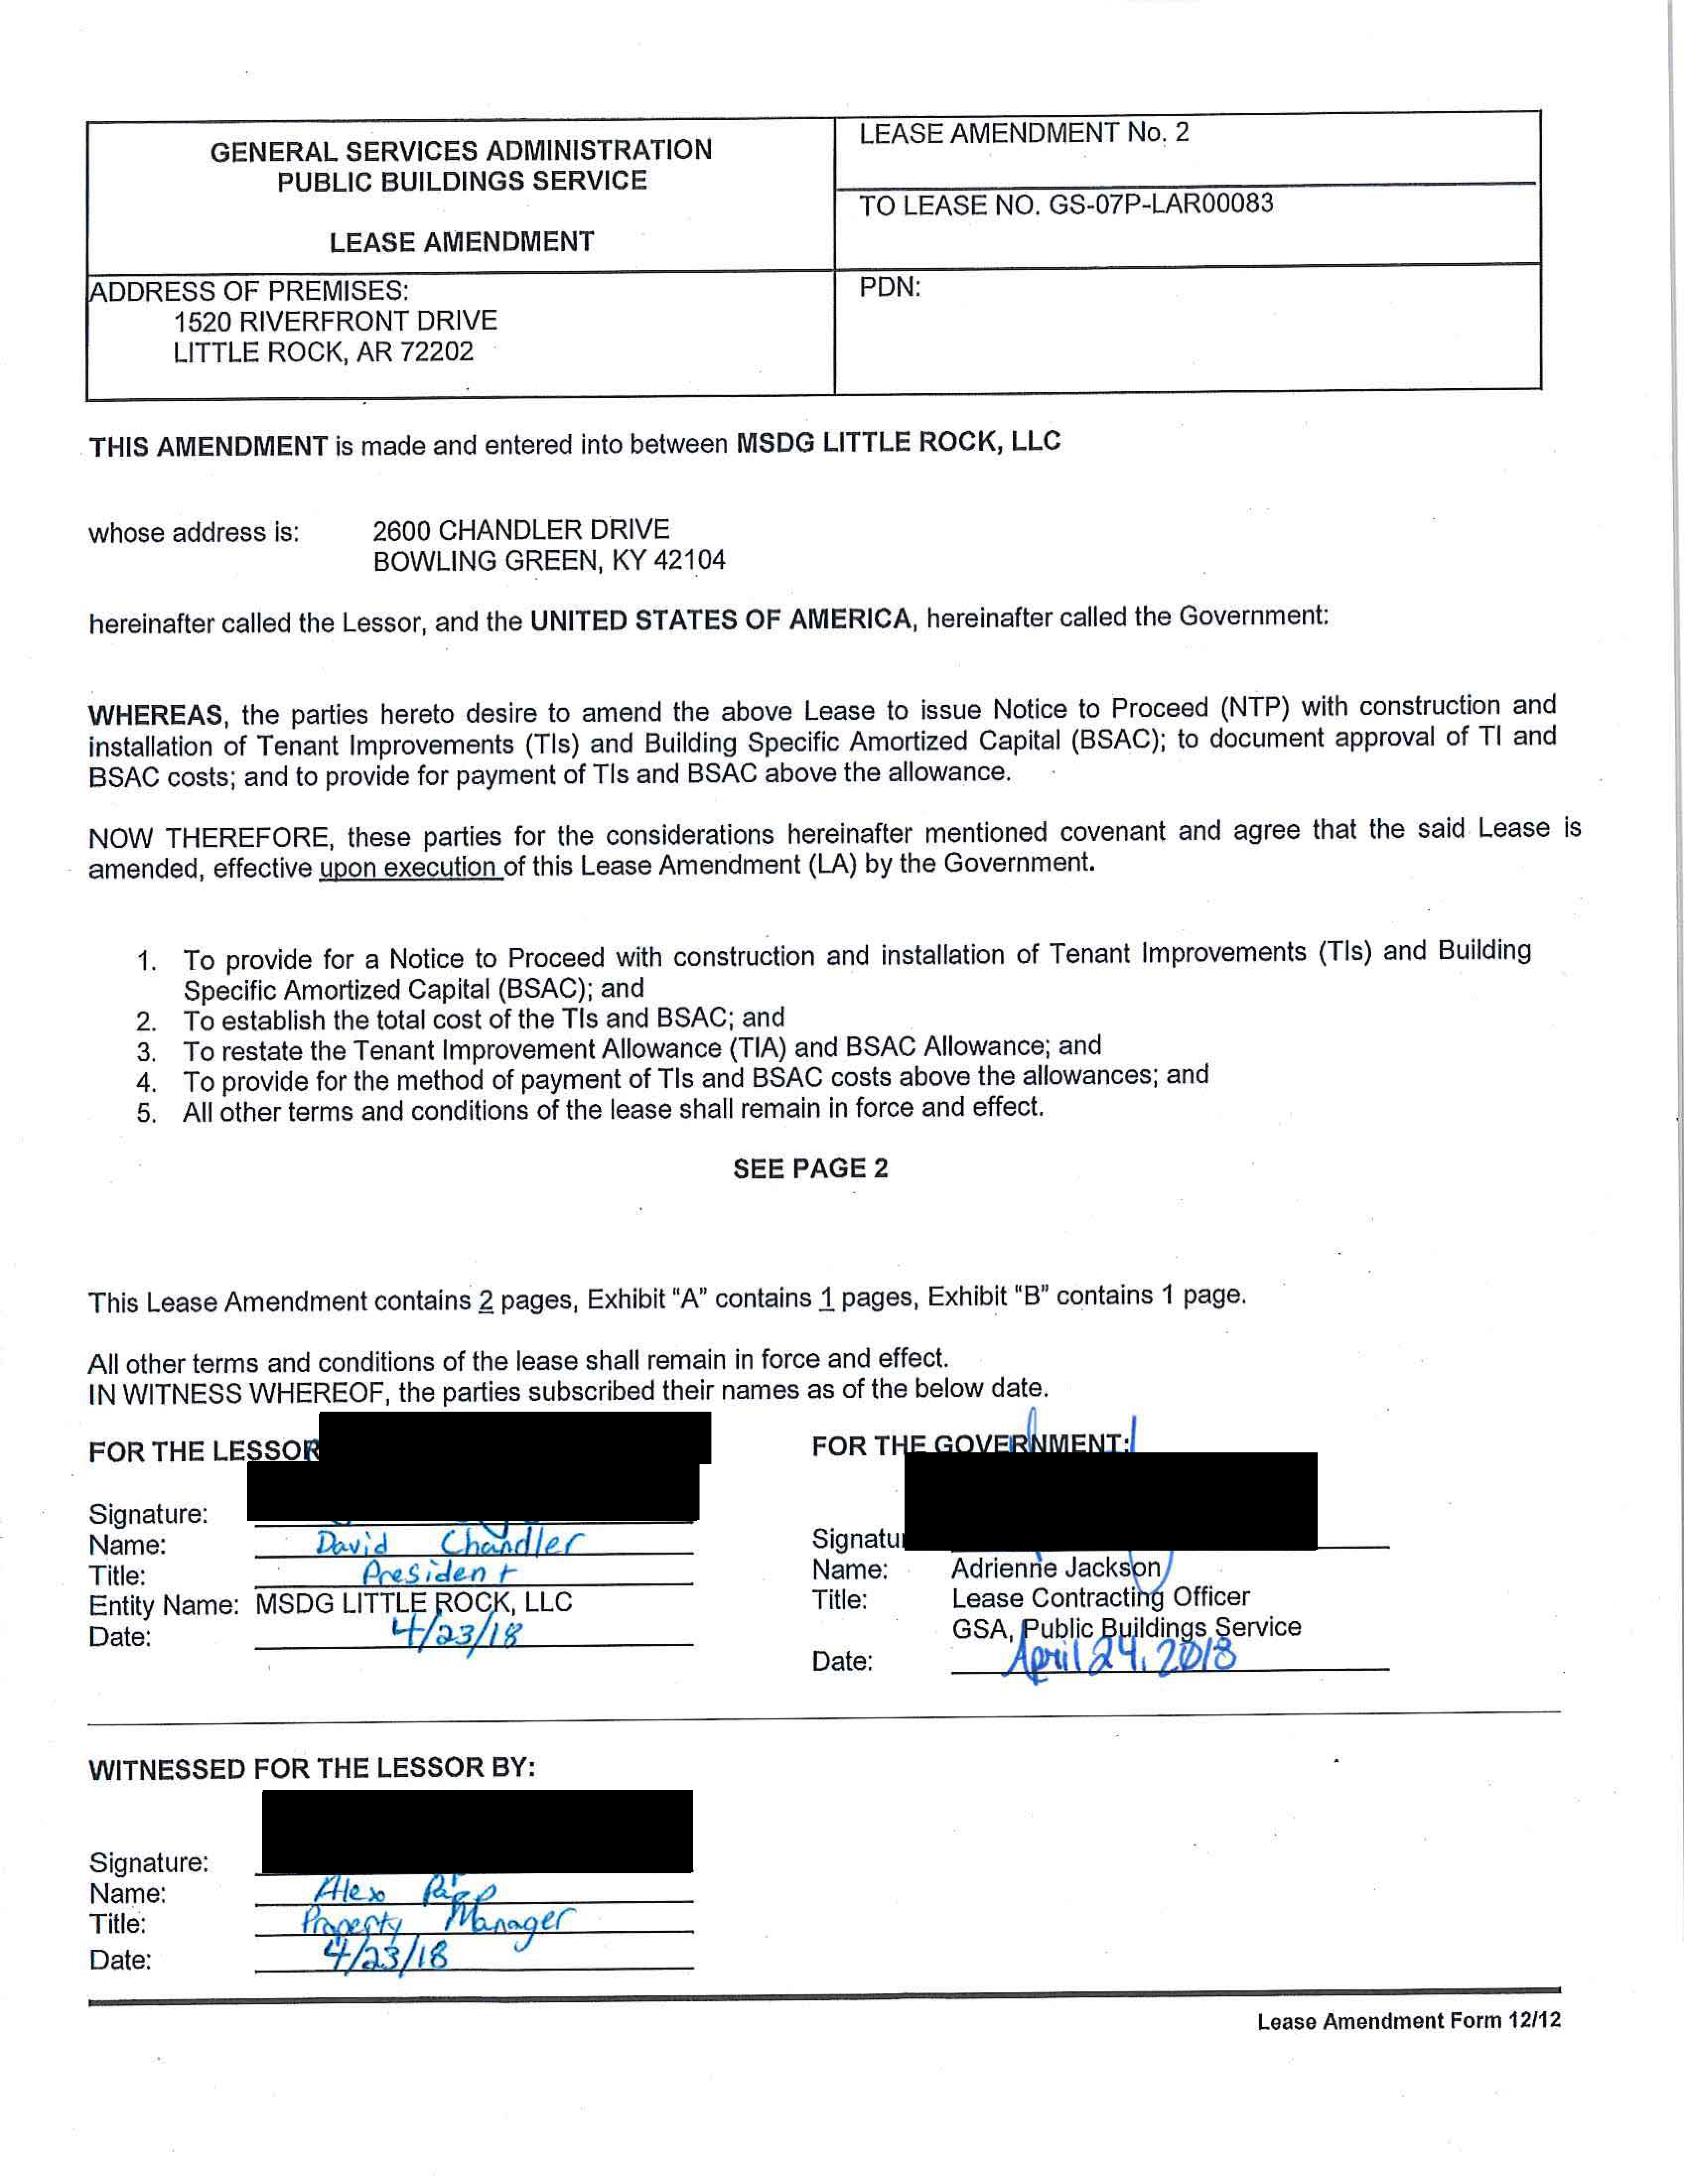 GENERAL SERVICES ADMINISTRATION
PUBLIC BUILDINGS SERVICE
LEASE AMENDMENT
LEASE AMENDMENT No. 2
TO LEASE NO. GS-07P-LAR00083
ADDRESS OF PREMISES:
1520 RIVERFRONT DRIVE
LITTLE ROCK, AR 72202
PDN:
THIS AMENDMENT is made and entered into between MSDG LITTLE ROCK, LLC
whose address is: 2600 CHANDLER DRIVE
BOWLING GREEN, KY 42104
hereinafter called the Lessor, and the UNITED STATES OF AMERICA, hereinafter called the Government:
WHEREAS, the parties hereto desire to amend the above Lease to issue Notice to Proceed (NTP) with construction and
installation of Tenant Improvements (TIs) and Building Specific Amortized Capital (BSAC); to document approval of TI and
BSAC costs; and to provide for payment of TIs and BSAC above the allowance.
NOW THEREFORE, these parties for the considerations hereinafter mentioned covenant and agree that the said Lease is
amended, effective upon execution of this Lease Amendment (LA) by the Government.
1. To provide for a Notice to Proceed with construction and installation of Tenant Improvements (TIs) and Building
Specific Amortized Capital (BSAC); and
2. To establish the total cost of the TIs and BSAC; and
3. To restate the Tenant Improvement Allowance (TIA) and BSAC Allowance; and
4. To provide for the method of payment of TIs and BSAC costs above the allowances; and
5. All other terms and conditions of the lease shall remain in force and effect.
SEE PAGE 2
This Lease Amendment contains 2 pages, Exhibit "A" contains 1 pages, Exhibit "B" contains 1 page.
All other terms and conditions of the lease shall remain in force and effect.
IN WITNESS WHEREOF, the parties subscribed their names as of the below date.
FOR THE LESSOR
Signature:
Name: David Chandler
Title: President
Entity Name: MSDG LITTLE ROCK, LLC
Date: 4/23/18
FOR THE GOVERNMENT:
Signatu
Name: Adrienne Jackson
Title: Lease Contracting Officer
GSA, Public Buildings Service
Date: April 24, 2018
WITNESSED FOR THE LESSOR BY:
Signature:
Name: Alex
Title: Property Manager
Date: 4/23/18
Lease Amendment Form 12/12